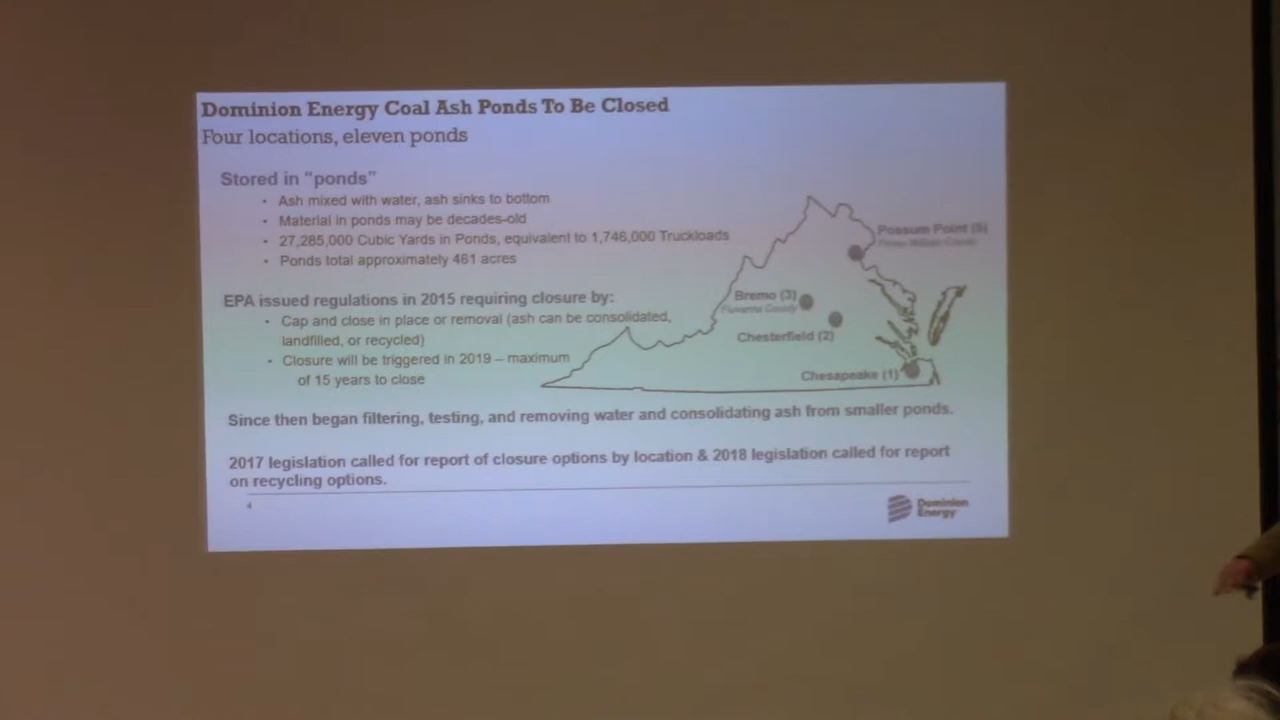 Dominion Energy Coal Ash Ponds To Be Closed
Four locations, eleven ponds
Stored in “ponds”
• Ash mixed with water, ash sinks to bottom
• Material in ponds may be decades-old
• 27,285,000 Cubic Yards in Ponds, equivalent to 1,746,000 Truckloads
• Ponds total approximately 461 acres
EPA issued regulations in 2015 requiring closure by:
• Cap and close in place or removal (ash can be consolidated,
landfilled, or recycled)
• Closure will be triggered in 2019 – maximum
of 15 years to close
Possum Point (5)
Prince William County
Bremo (3)
Fluvanna County
Chesterfield (2)
Chesapeake (1)
Since then began filtering, testing, and removing water and consolidating ash from smaller ponds.
2017 legislation called for report of closure options by location & 2018 legislation called for report
on recycling options.
4
Dominion
Energy